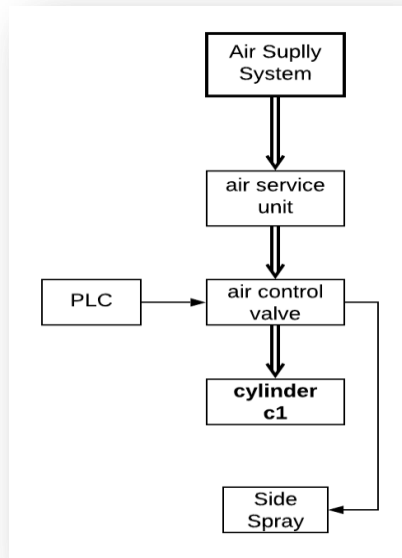 Air Suplly
System
air service
unit
PLC
air control
valve
cylinder
c1
Side
Spray